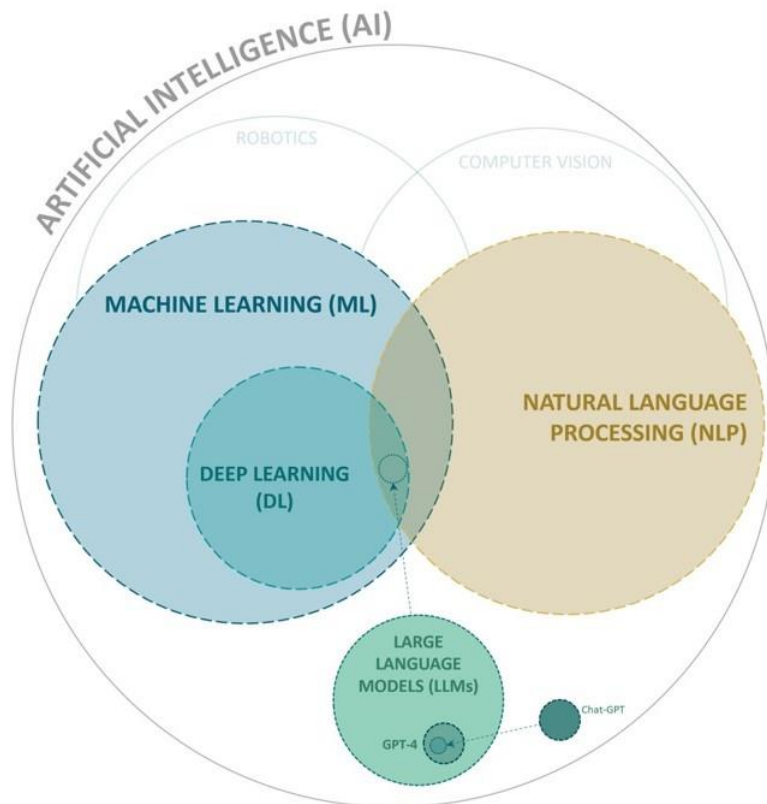 ARTIFICIAL INTELLIGENCE (AI)
ROBOTICS
COMPUTER VISION
MACHINE LEARNING (ML)
NATURAL LANGUAGE
PROCESSING (NLP)
DEEP LEARNING
(DL)
LARGE
LANGUAGE
MODELS (LLMs)
Chat-GPT
GPT-4